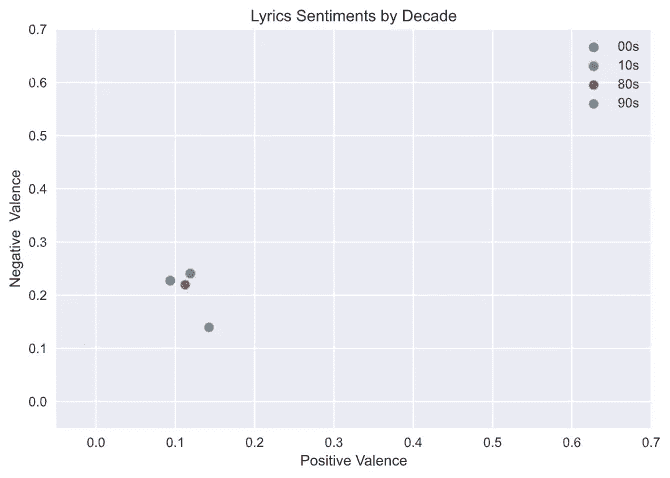 Lyrics Sentiments by Decade
0.7
0.6
0.5
0.4
0.3
0.2
0.1
0.0
Negative Valence
00s
10s
80s
90s
0.0 0.1 0.2 0.3 0.4 0.5 0.6 0.7
Positive Valence